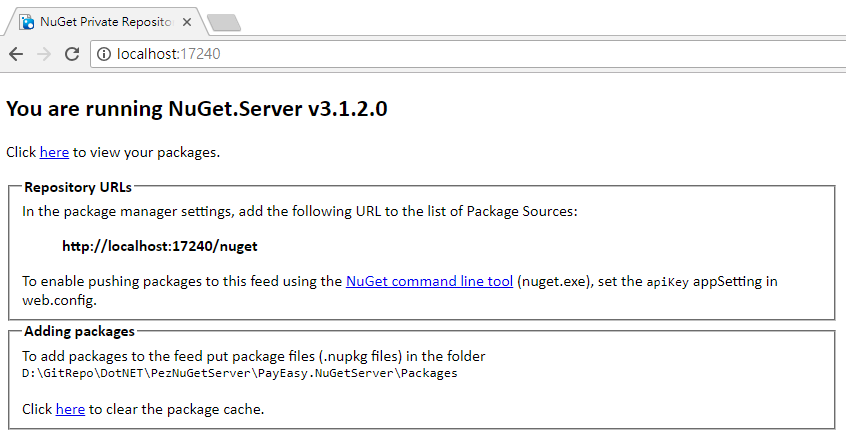 NuGet Private Reposito
localhost:17240
You are running NuGet.Server v3.1.2.0
Click here to view your packages.
Repository URLs
In the package manager settings, add the following URL to the list of Package Sources:
http://localhost:17240/nuget
To enable pushing packages to this feed using the NuGet command line tool (nuget.exe), set the apiKey appSetting in
web.config.
Adding packages
To add packages to the feed put package files (.nupkg files) in the folder
D:\GitRepo\DotNET\PezNuGetServer\PayEasy.NuGetServer\Packages
Click here to clear the package cache.